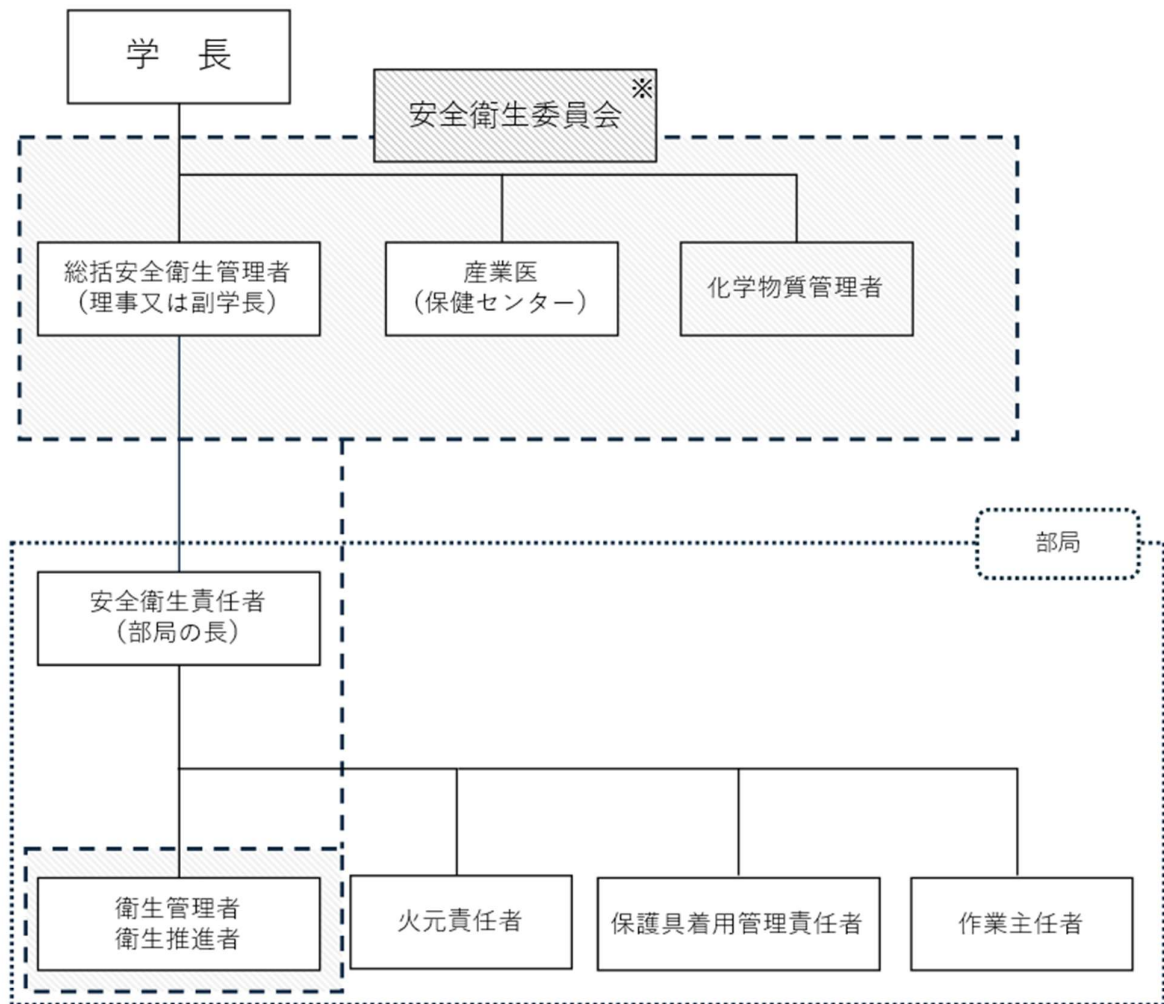 学　長
※
安全衛生委員会
総括安全衛生管理者
（理事又は副学長）
産業医
（保健センター）
化学物質管理者
部局
安全衛生責任者
（部局の長）
衛生管理者
衛生推進者
火元責任者
保護具着用管理責任者
作業主任者